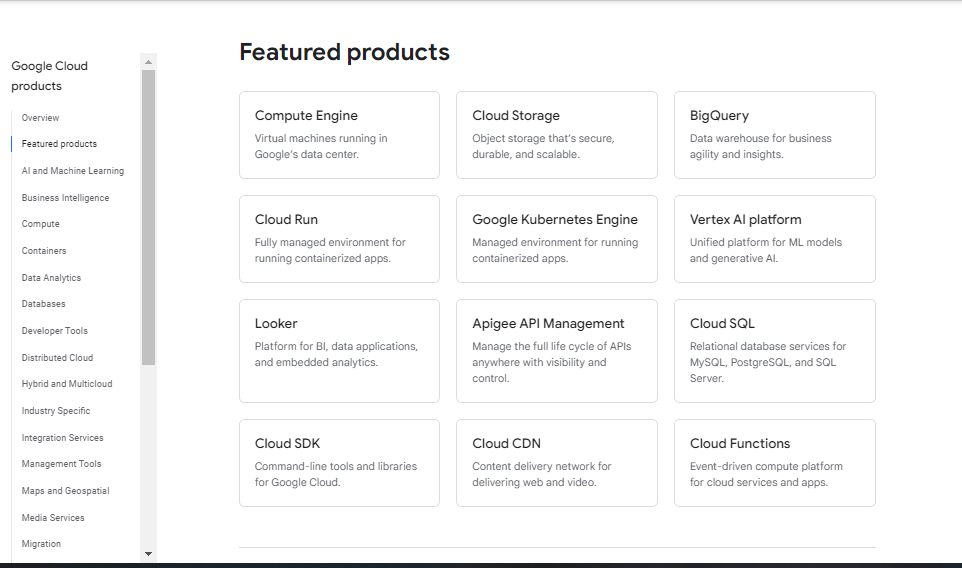 Google Cloud
products
Overview
Featured products
AI and Machine Learning
Business Intelligence
Compute
Containers
Data Analytics
Databases
Developer Tools
Distributed Cloud
Hybrid and Multicloud
Industry Specific
Integration Services
Management Tools
Maps and Geospatial
Media Services
Migration
Featured products
Compute Engine
Virtual machines running in
Google's data center.
Cloud Storage
Object storage that's secure,
durable, and scalable.
BigQuery
Data warehouse for business
agility and insights.
Cloud Run
Fully managed environment for
running containerized apps.
Google Kubernetes Engine
Managed environment for running
containerized apps.
Vertex AI platform
Unified platform for ML models
and generative AI.
Looker
Platform for BI, data applications,
and embedded analytics.
Apigee API Management
Manage the full life cycle of APIs
anywhere with visibility and
control.
Cloud SQL
Relational database services for
MySQL, PostgreSQL, and SQL
Server.
Cloud SDK
Command-line tools and libraries
for Google Cloud.
Cloud CDN
Content delivery network for
delivering web and video.
Cloud Functions
Event-driven compute platform
for cloud services and apps.